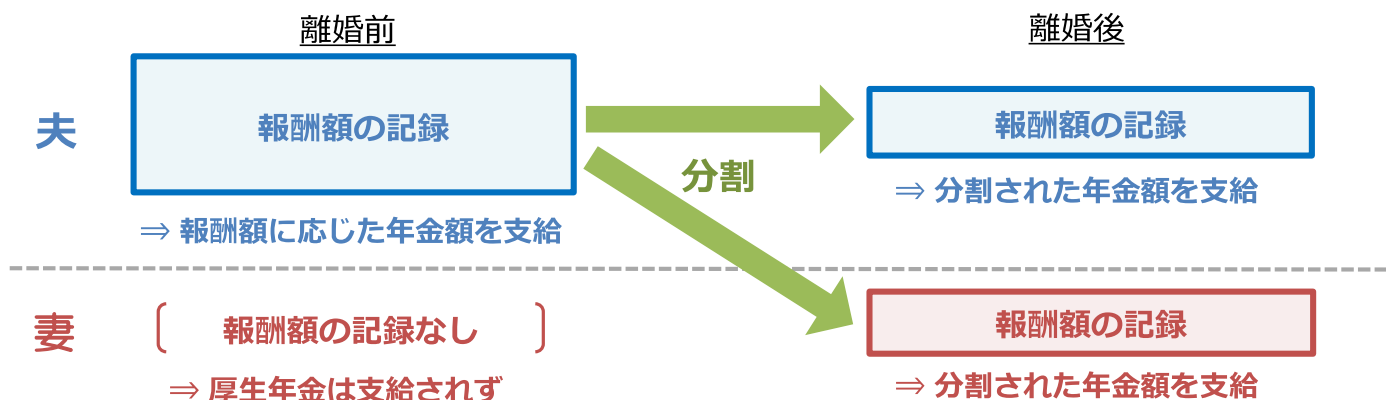 離婚前
離婚後
夫
報酬額の記録
報酬額の記録
分割
⇒ 分割された年金額を支給
⇒ 報酬額に応じた年金額を支給
妻
報酬額の記録なし
報酬額の記録
⇒ 厚生年金は支給されず
⇒ 分割された年金額を支給